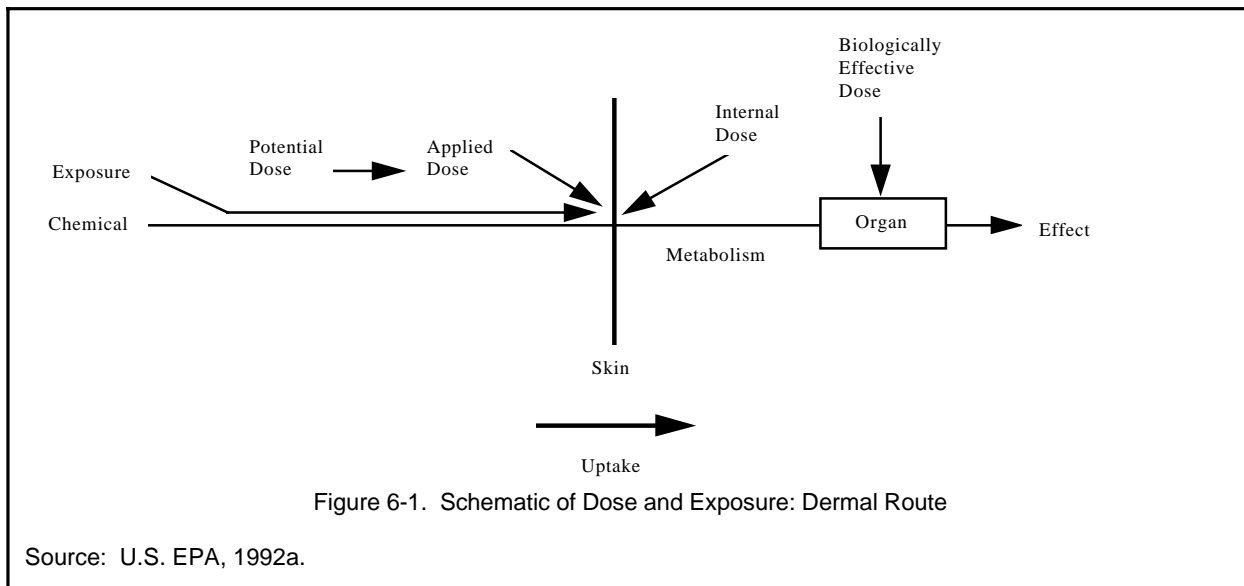 Biologically
Effective
Dose
Internal
Dose
Potential
Dose
Applied
Dose
Exposure
Chemical
Organ
Effect
Metabolism
Skin
Uptake
Figure 6-1. Schematic of Dose and Exposure: Dermal Route
Source: U.S. EPA, 1992a.